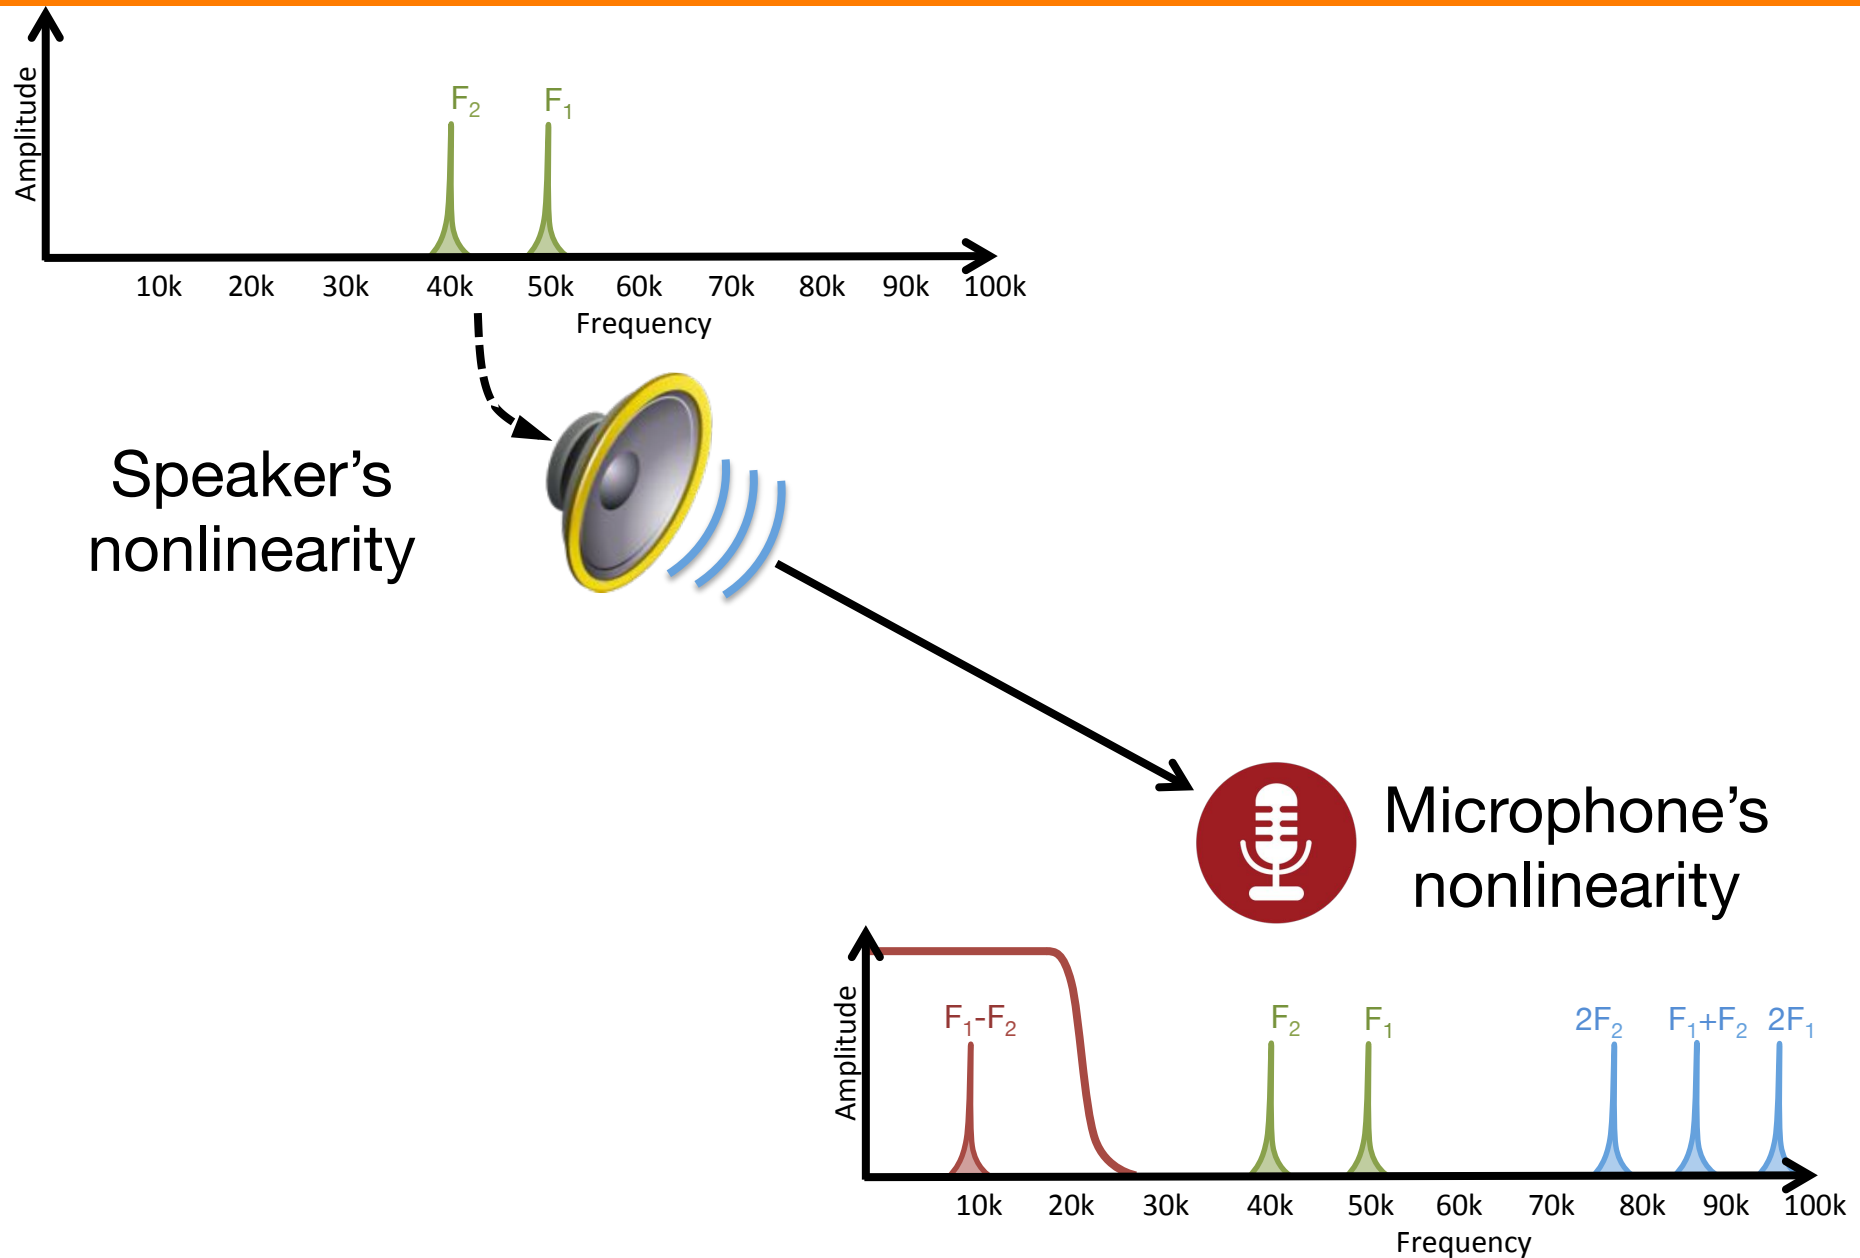 Amplitude
F₂ F₁
10k 20k 30k 40k 50k 60k 70k 80k 90k 100k
Frequency
Speaker’s
nonlinearity
Microphone’s
nonlinearity
Amplitude
F₁-F₂ F₂ F₁ 2F₂ F₁+F₂ 2F₁
10k 20k 30k 40k 50k 60k 70k 80k 90k 100k
Frequency